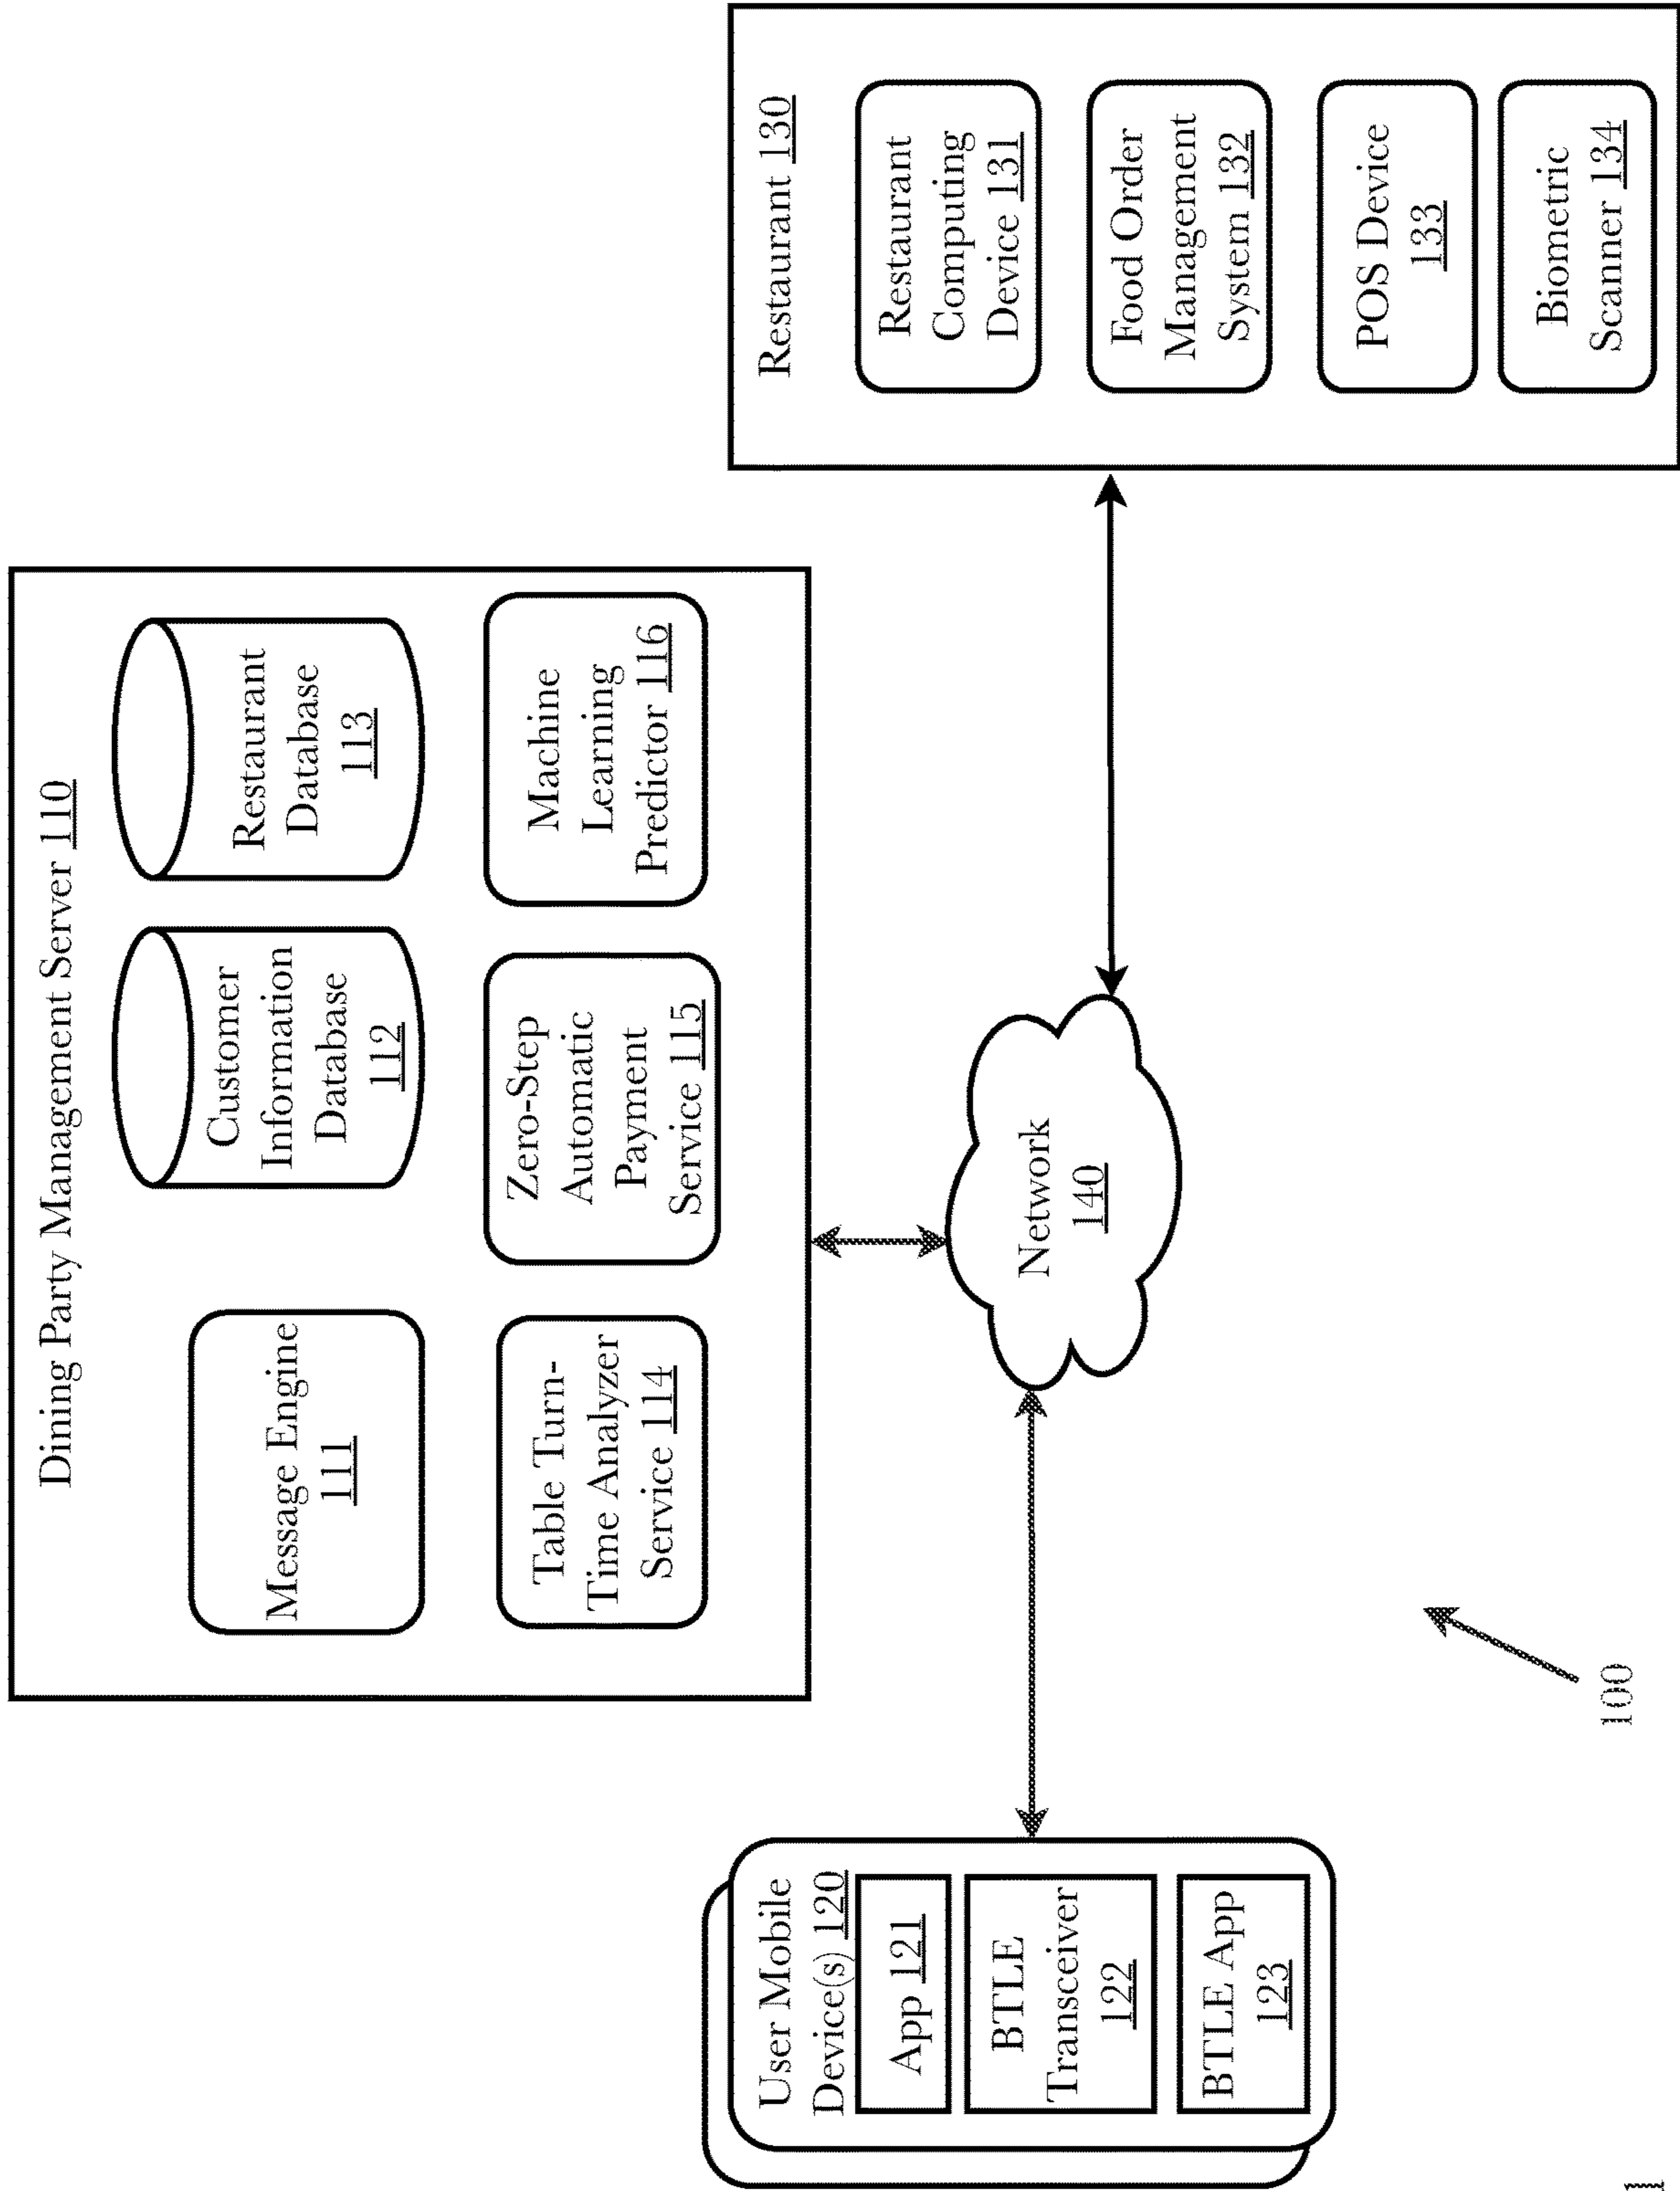 Dining Party Management Server 110
Message Engine
111
Customer
Information
Database
112
Restaurant
Database
113
Table Turn-
Time Analyzer
Service 114
Zero-Step
Automatic
Payment
Service 115
Machine
Learning
Predictor 116
User Mobile
Device(s) 120
App 121
BTLE
Transceiver
122
BTLE App
123
Network
140
Restaurant 130
Restaurant
Computing
Device 131
Food Order
Management
System 132
POS Device
133
Biometric
Scanner 134
100
1